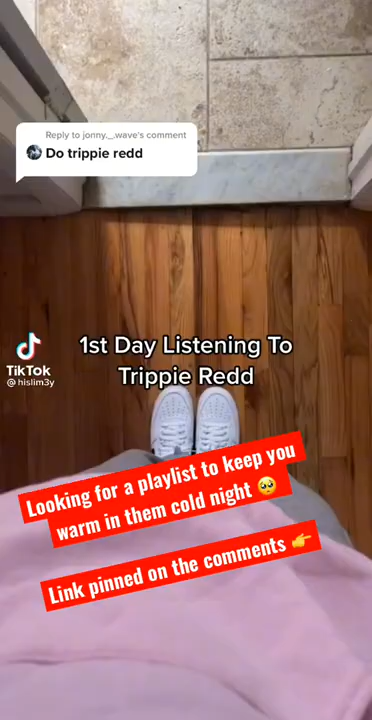 Reply to jonny._.wave's comment
Do trippie redd
1st Day Listening To
Trippie Redd
TikTok
@hislim3y
Looking for a playlist to keep you
warm in them cold night 🥺
Link pinned on the comments 👉